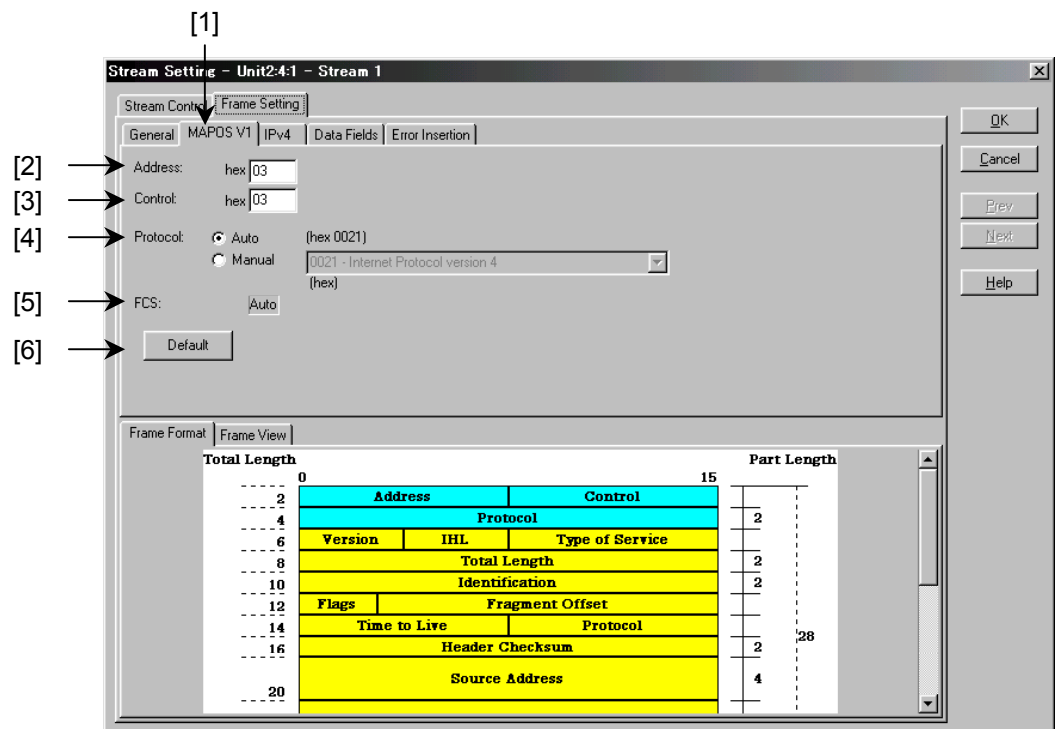 [1]
Stream Setting - Unit2:4:1 - Stream 1
Stream Control Frame Setting
General MAPOS V1 IPv4 Data Fields Error Insertion
OK
Cancel
Prev
Next
Help
[2] Address: hex 03
[3] Control: hex 03
[4] Protocol: Auto (hex 0021)
Manual 0021 - Internet Protocol version 4
(hex)
[5] FCS: Auto
[6] Default
Frame Format Frame View
Total Length Part Length
0 15
2 Address Control
4 Protocol 2
6 Version IHL Type of Service
8 Total Length 2
10 Identification 2
12 Flags Fragment Offset
14 Time to Live Protocol
28
16 Header Checksum 2
Source Address 4
20